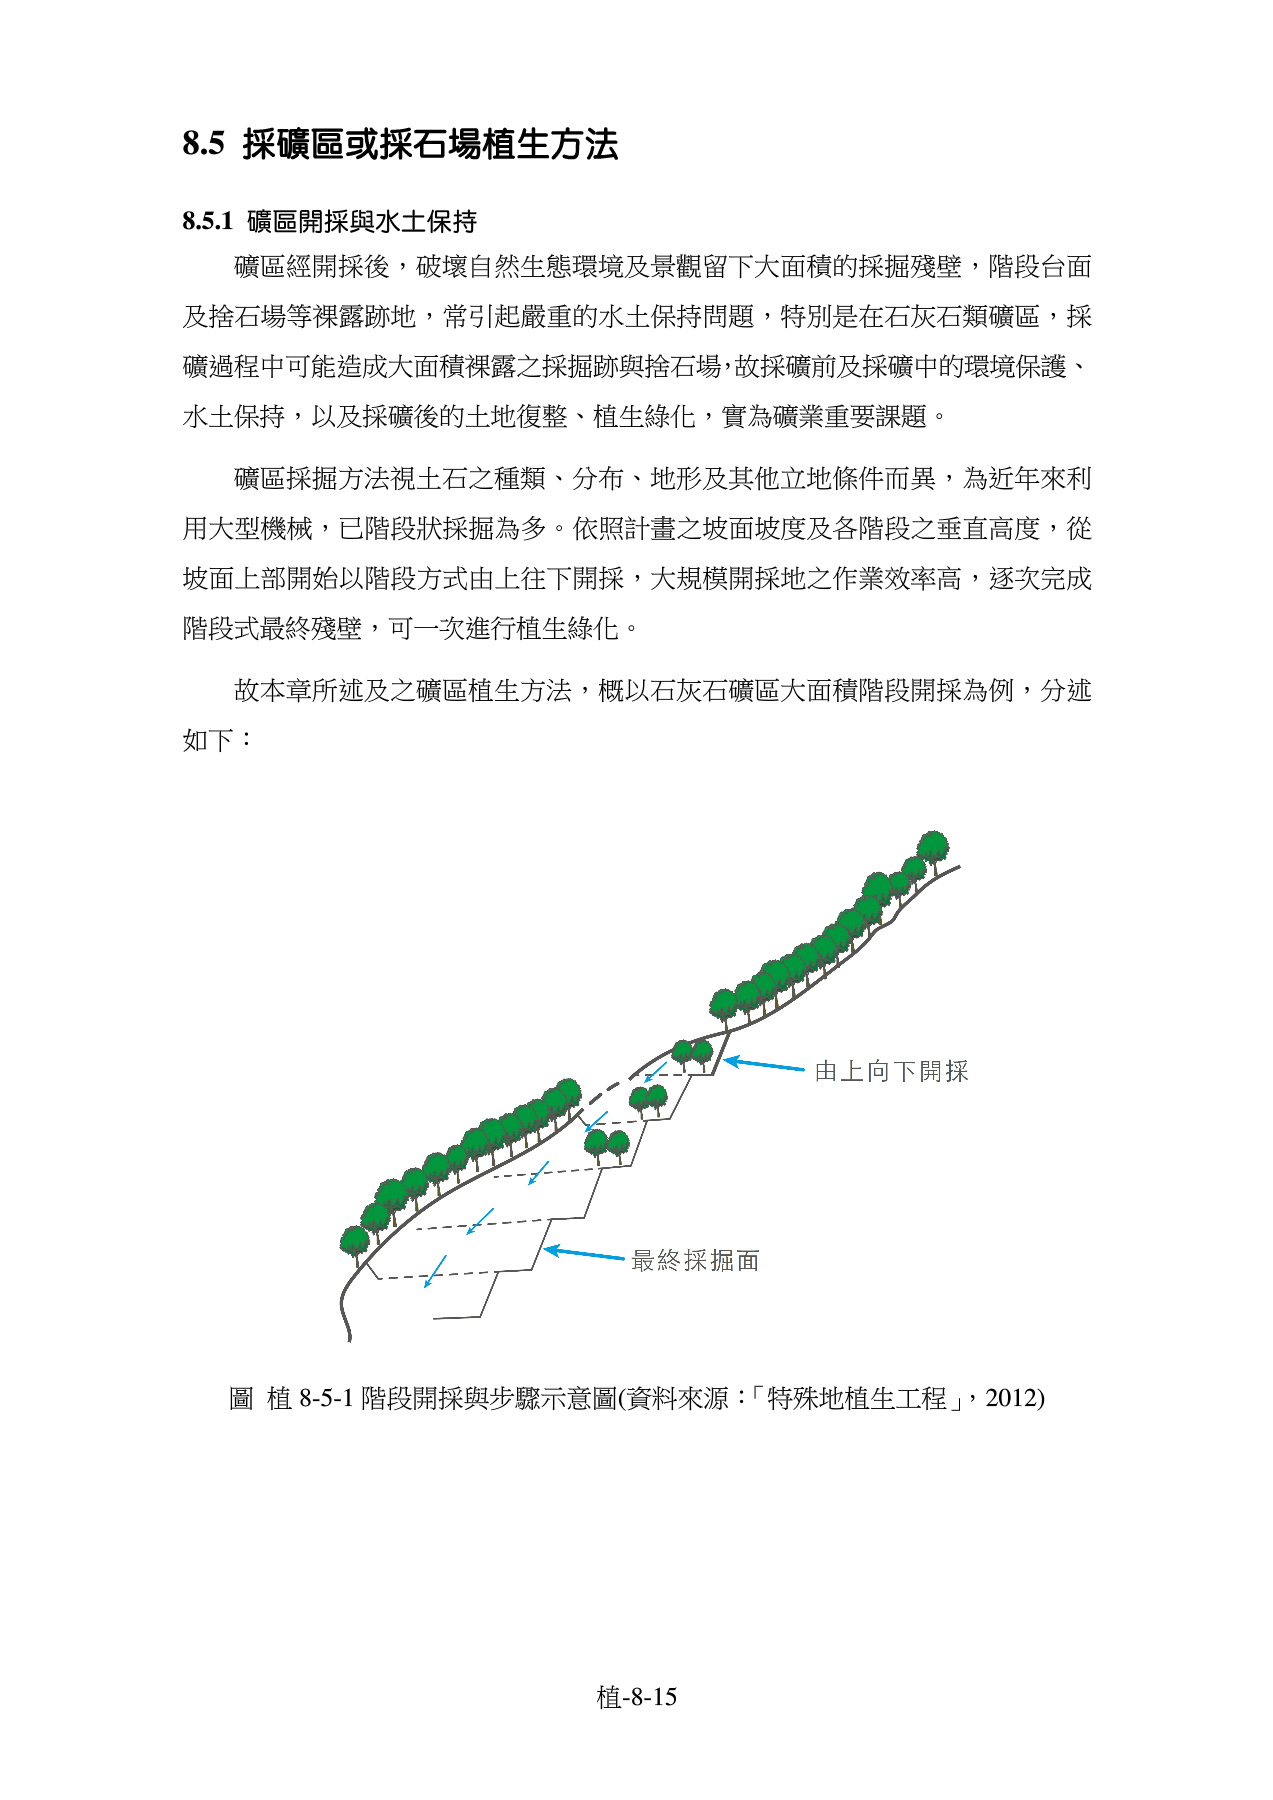 8.5 採礦區或採石場植生方法
8.5.1 礦區開採與水土保持
礦區經開採後，破壞自然生態環境及景觀留下大面積的採掘殘壁，階段台面
及捨石場等裸露跡地，常引起嚴重的水土保持問題，特別是在石灰石類礦區，採
礦過程中可能造成大面積裸露之採掘跡與捨石場，故採礦前及採礦中的環境保護、
水土保持，以及採礦後的土地復整、植生綠化，實為礦業重要課題。
礦區採掘方法視土石之種類、分布、地形及其他立地條件而異，為近年來利
用大型機械，已階段狀採掘為多。依照計畫之坡面坡度及各階段之垂直高度，從
坡面上部開始以階段方式由上往下開採，大規模開採地之作業效率高，逐次完成
階段式最終殘壁，可一次進行植生綠化。
故本章所述及之礦區植生方法，概以石灰石礦區大面積階段開採為例，分述
如下：
由上向下開採
最終採掘面
圖 植 8-5-1 階段開採與步驟示意圖(資料來源：「特殊地植生工程」，2012)
植-8-15